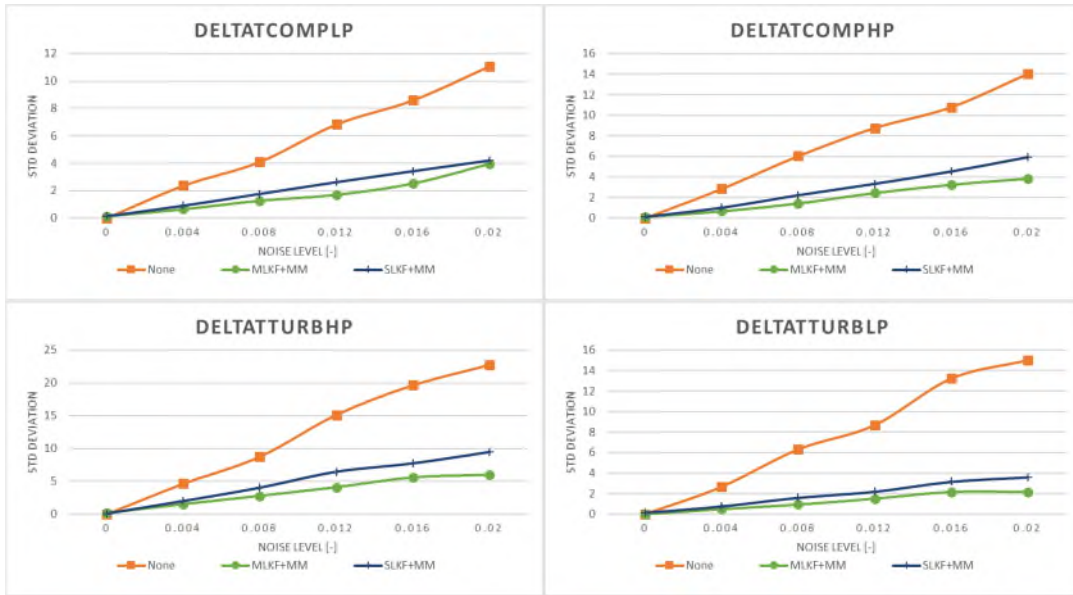 DELTATCOMPLP
12
10
8
6
4
2
0
STD DEVIATION
0 0.004 0.008 0.012 0.016 0.02
NOISE LEVEL [-]
None MLKF+MM SLKF+MM
DELTATCOMPHP
16
14
12
10
8
6
4
2
0
STD DEVIATION
0 0.004 0.008 0.012 0.016 0.02
NOISE LEVEL [-]
None MLKF+MM SLKF+MM
DELTATTURBHP
25
20
15
10
5
0
STD DEVIATION
0 0.004 0.008 0.012 0.016 0.02
NOISE LEVEL [-]
None MLKF+MM SLKF+MM
DELTATTURBLP
16
14
12
10
8
6
4
2
0
STD DEVIATION
0 0.004 0.008 0.012 0.016 0.02
NOISE LEVEL [-]
None MLKF+MM SLKF+MM